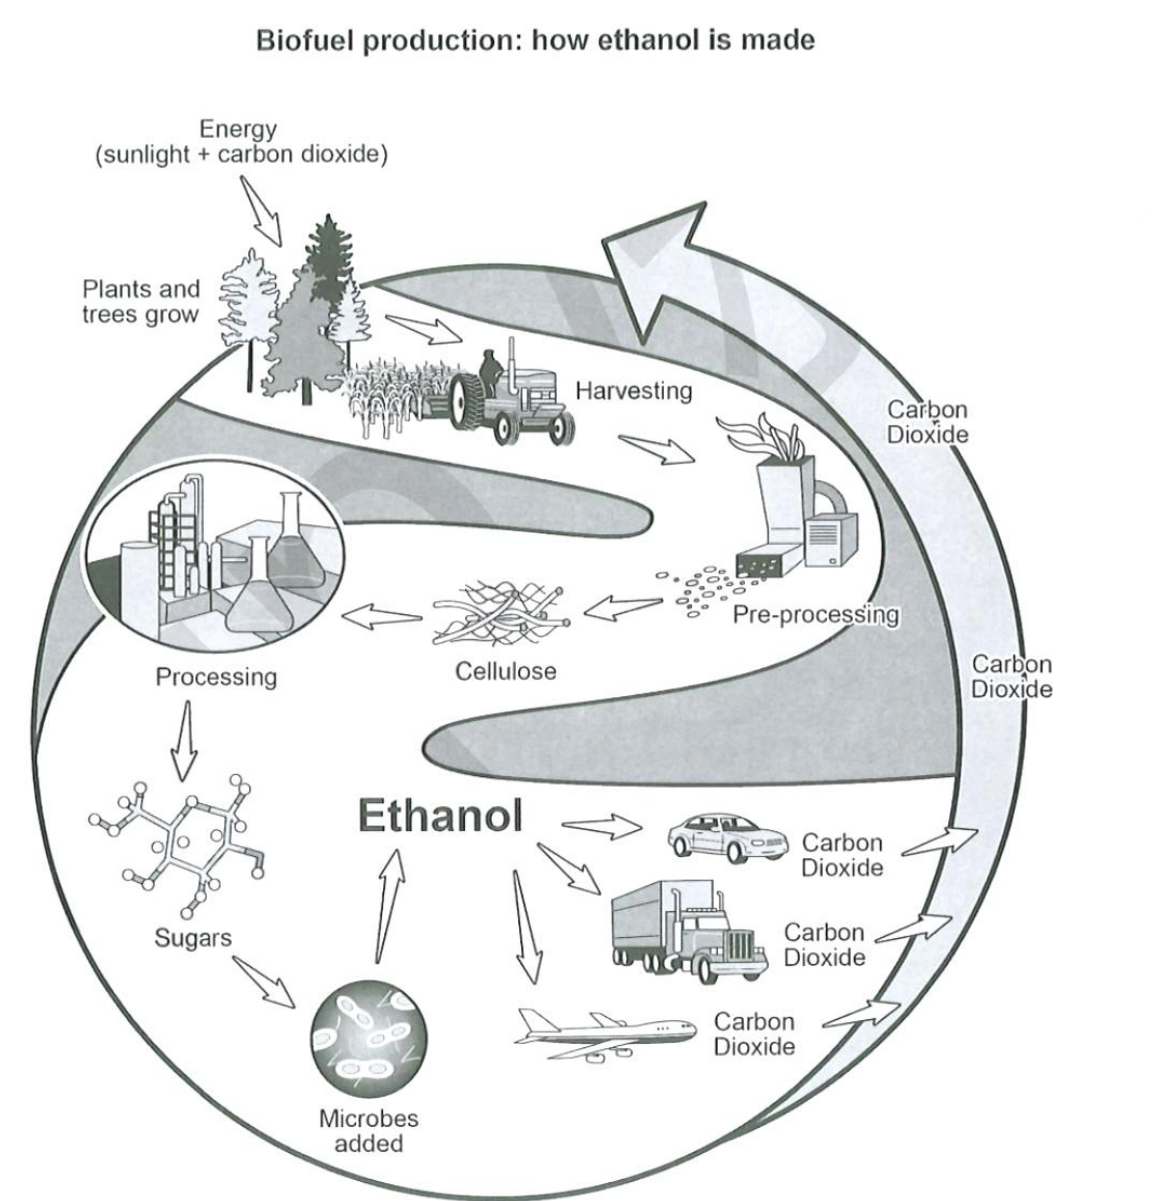 Biofuel production: how ethanol is made
Energy
(sunlight + carbon dioxide)
Plants and
trees grow
Harvesting
Carbon
Dioxide
Pre-processing
Cellulose
Processing
Carbon
Dioxide
Ethanol
Carbon
Dioxide
Sugars
Carbon
Dioxide
Carbon
Dioxide
Microbes
added